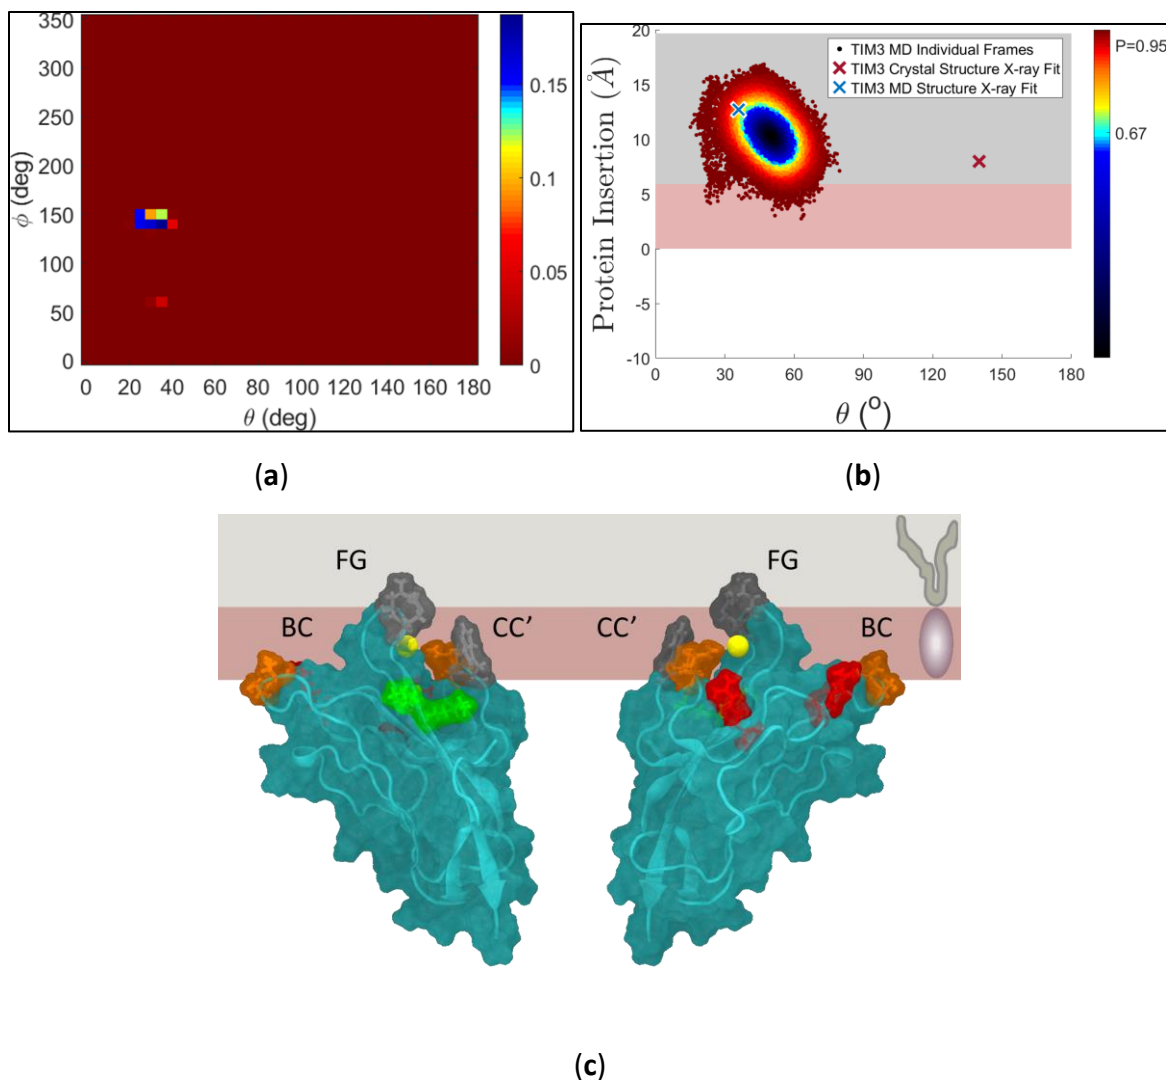 350
300
250
200
150
100
50
0
0 20 40 60 80 100 120 140 160 180
ϕ (deg)
θ (deg)
0.15
0.1
0.05
0
(a)
20
15
10
5
0
-5
-10
0 30 60 90 120 150 180
Protein Insertion (Å)
θ (º)
TIM3 MD Individual Frames
TIM3 Crystal Structure X-ray Fit
TIM3 MD Structure X-ray Fit
P=0.95
0.67
(b)
FG FG
BC CC’ CC’ BC
(c)